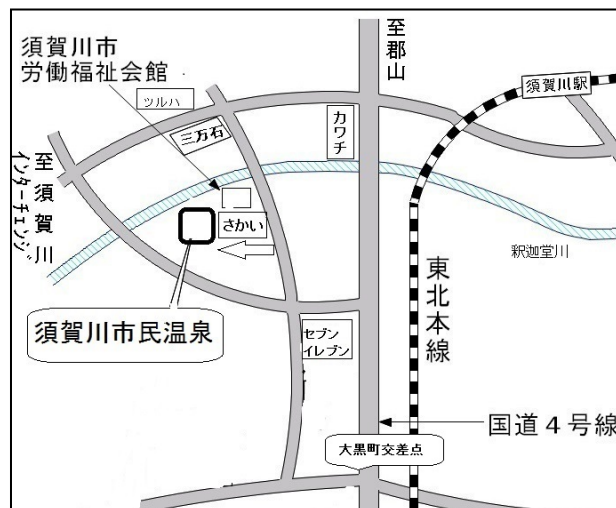 須賀川市
労働福祉会館
至郡山
須賀川駅
ツルハ
三万石
カワチ
至須賀川
インターチェンジ
さかい
釈迦堂川
須賀川市民温泉
東北本線
セブン
イレブン
国道４号線
大黒町交差点